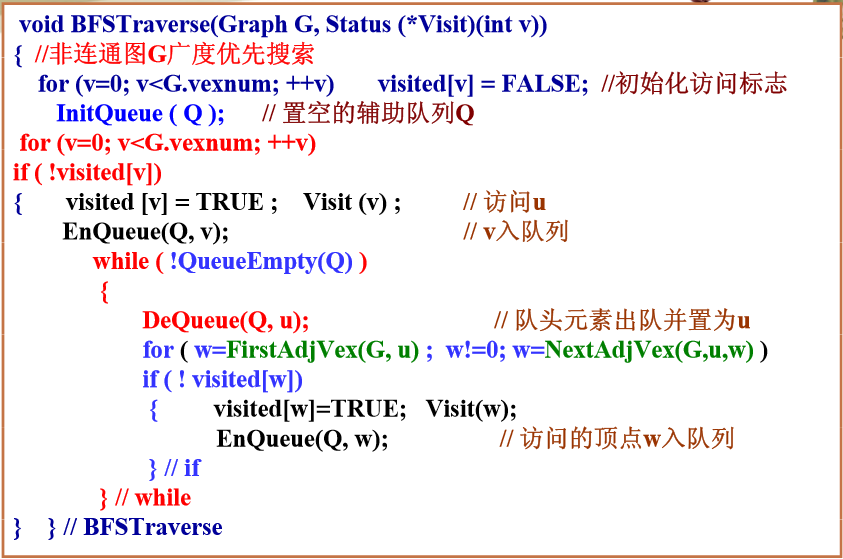 void BFSTraverse(Graph G, Status (*Visit)(int v))
{ //非连通图G广度优先搜索
for (v=0; v<G.vexnum; ++v) visited[v] = FALSE; //初始化访问标志
InitQueue ( Q ); // 置空的辅助队列Q
for (v=0; v<G.vexnum; ++v)
if ( !visited[v])
{ visited [v] = TRUE ; Visit (v) ; // 访问u
EnQueue(Q, v); // v入队列
while ( !QueueEmpty(Q) )
{
DeQueue(Q, u); // 队头元素出队并置为u
for ( w=FirstAdjVex(G, u) ; w!=0; w=NextAdjVex(G,u,w) )
if ( ! visited[w])
{ visited[w]=TRUE; Visit(w);
EnQueue(Q, w); // 访问的顶点w入队列
} // if
} // while
} } // BFSTraverse